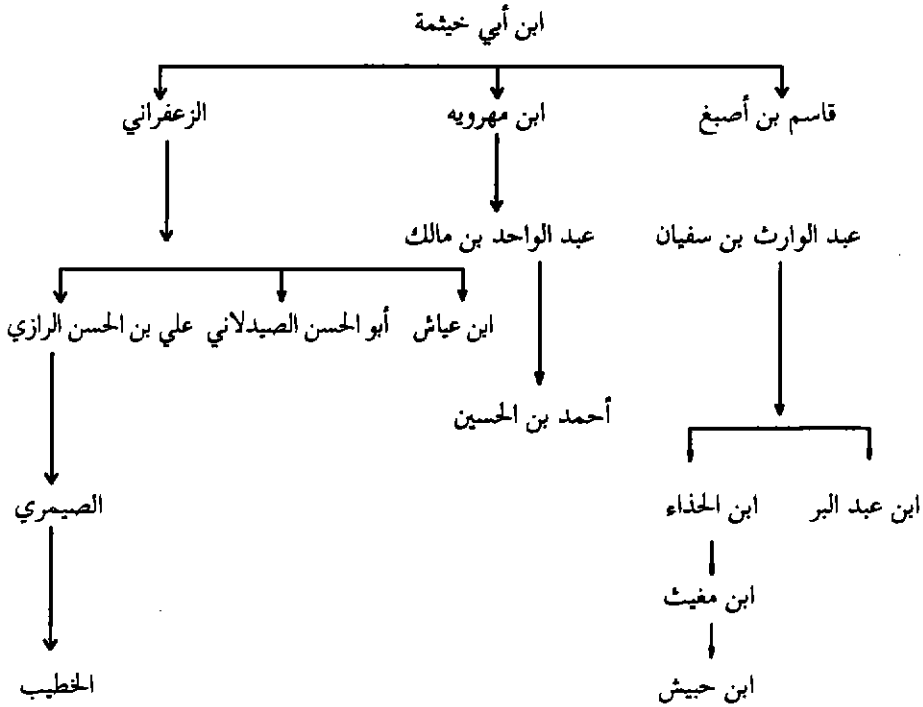 ابن أبي خيثمة
قاسم بن أصبغ
ابن مهرويه
الزعفراني
عبد الوارث بن سفيان
عبد الواحد بن مالك
ابن عياش
أبو الحسن الصيدلاني
علي بن الحسن الرازي
أحمد بن الحسين
ابن عبد البر
ابن الحذاء
الصيمري
ابن مغيث
ابن حبيش
الخطيب